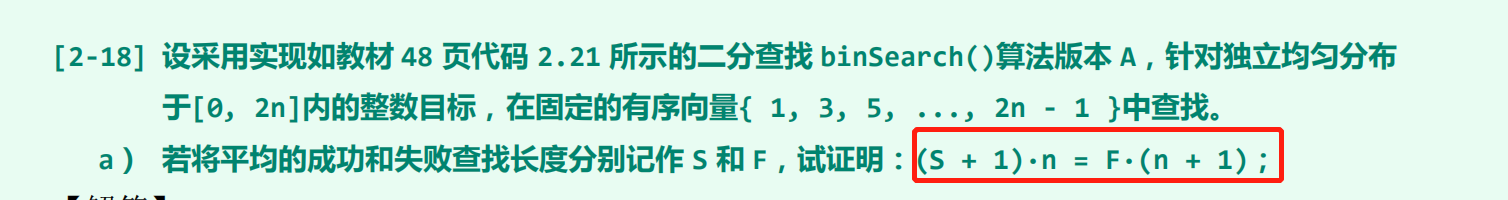 [2-18] 设采用实现如教材 48 页代码 2.21 所示的二分查找 binSearch()算法版本 A，针对独立均匀分布
于[0, 2n]内的整数目标，在固定的有序向量{ 1, 3, 5, ..., 2n - 1 }中查找。
a) 若将平均的成功和失败查找长度分别记作 S 和 F，试证明：(S + 1)·n = F·(n + 1);